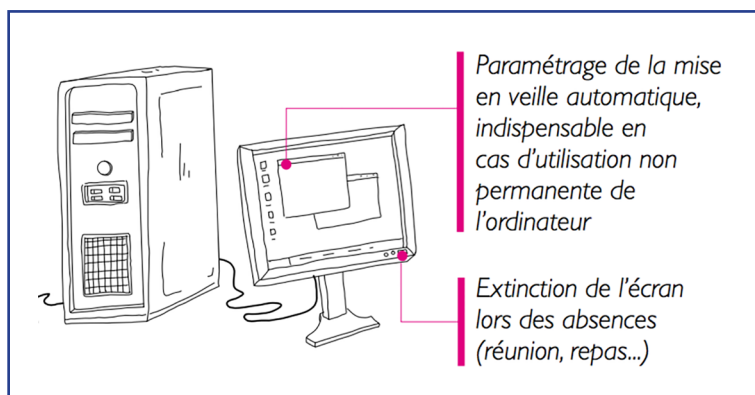 Paramétrage de la mise
en veille automatique,
indispensable en
cas d'utilisation non
permanente de
l'ordinateur
Extinction de l'écran
lors des absences
(réunion, repas...)